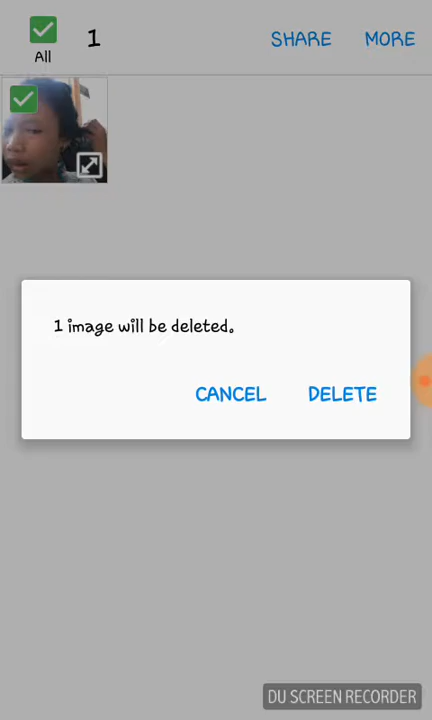 1 SHARE MORE
All
1 image will be deleted.
CANCEL DELETE
DU SCREEN RECORDER